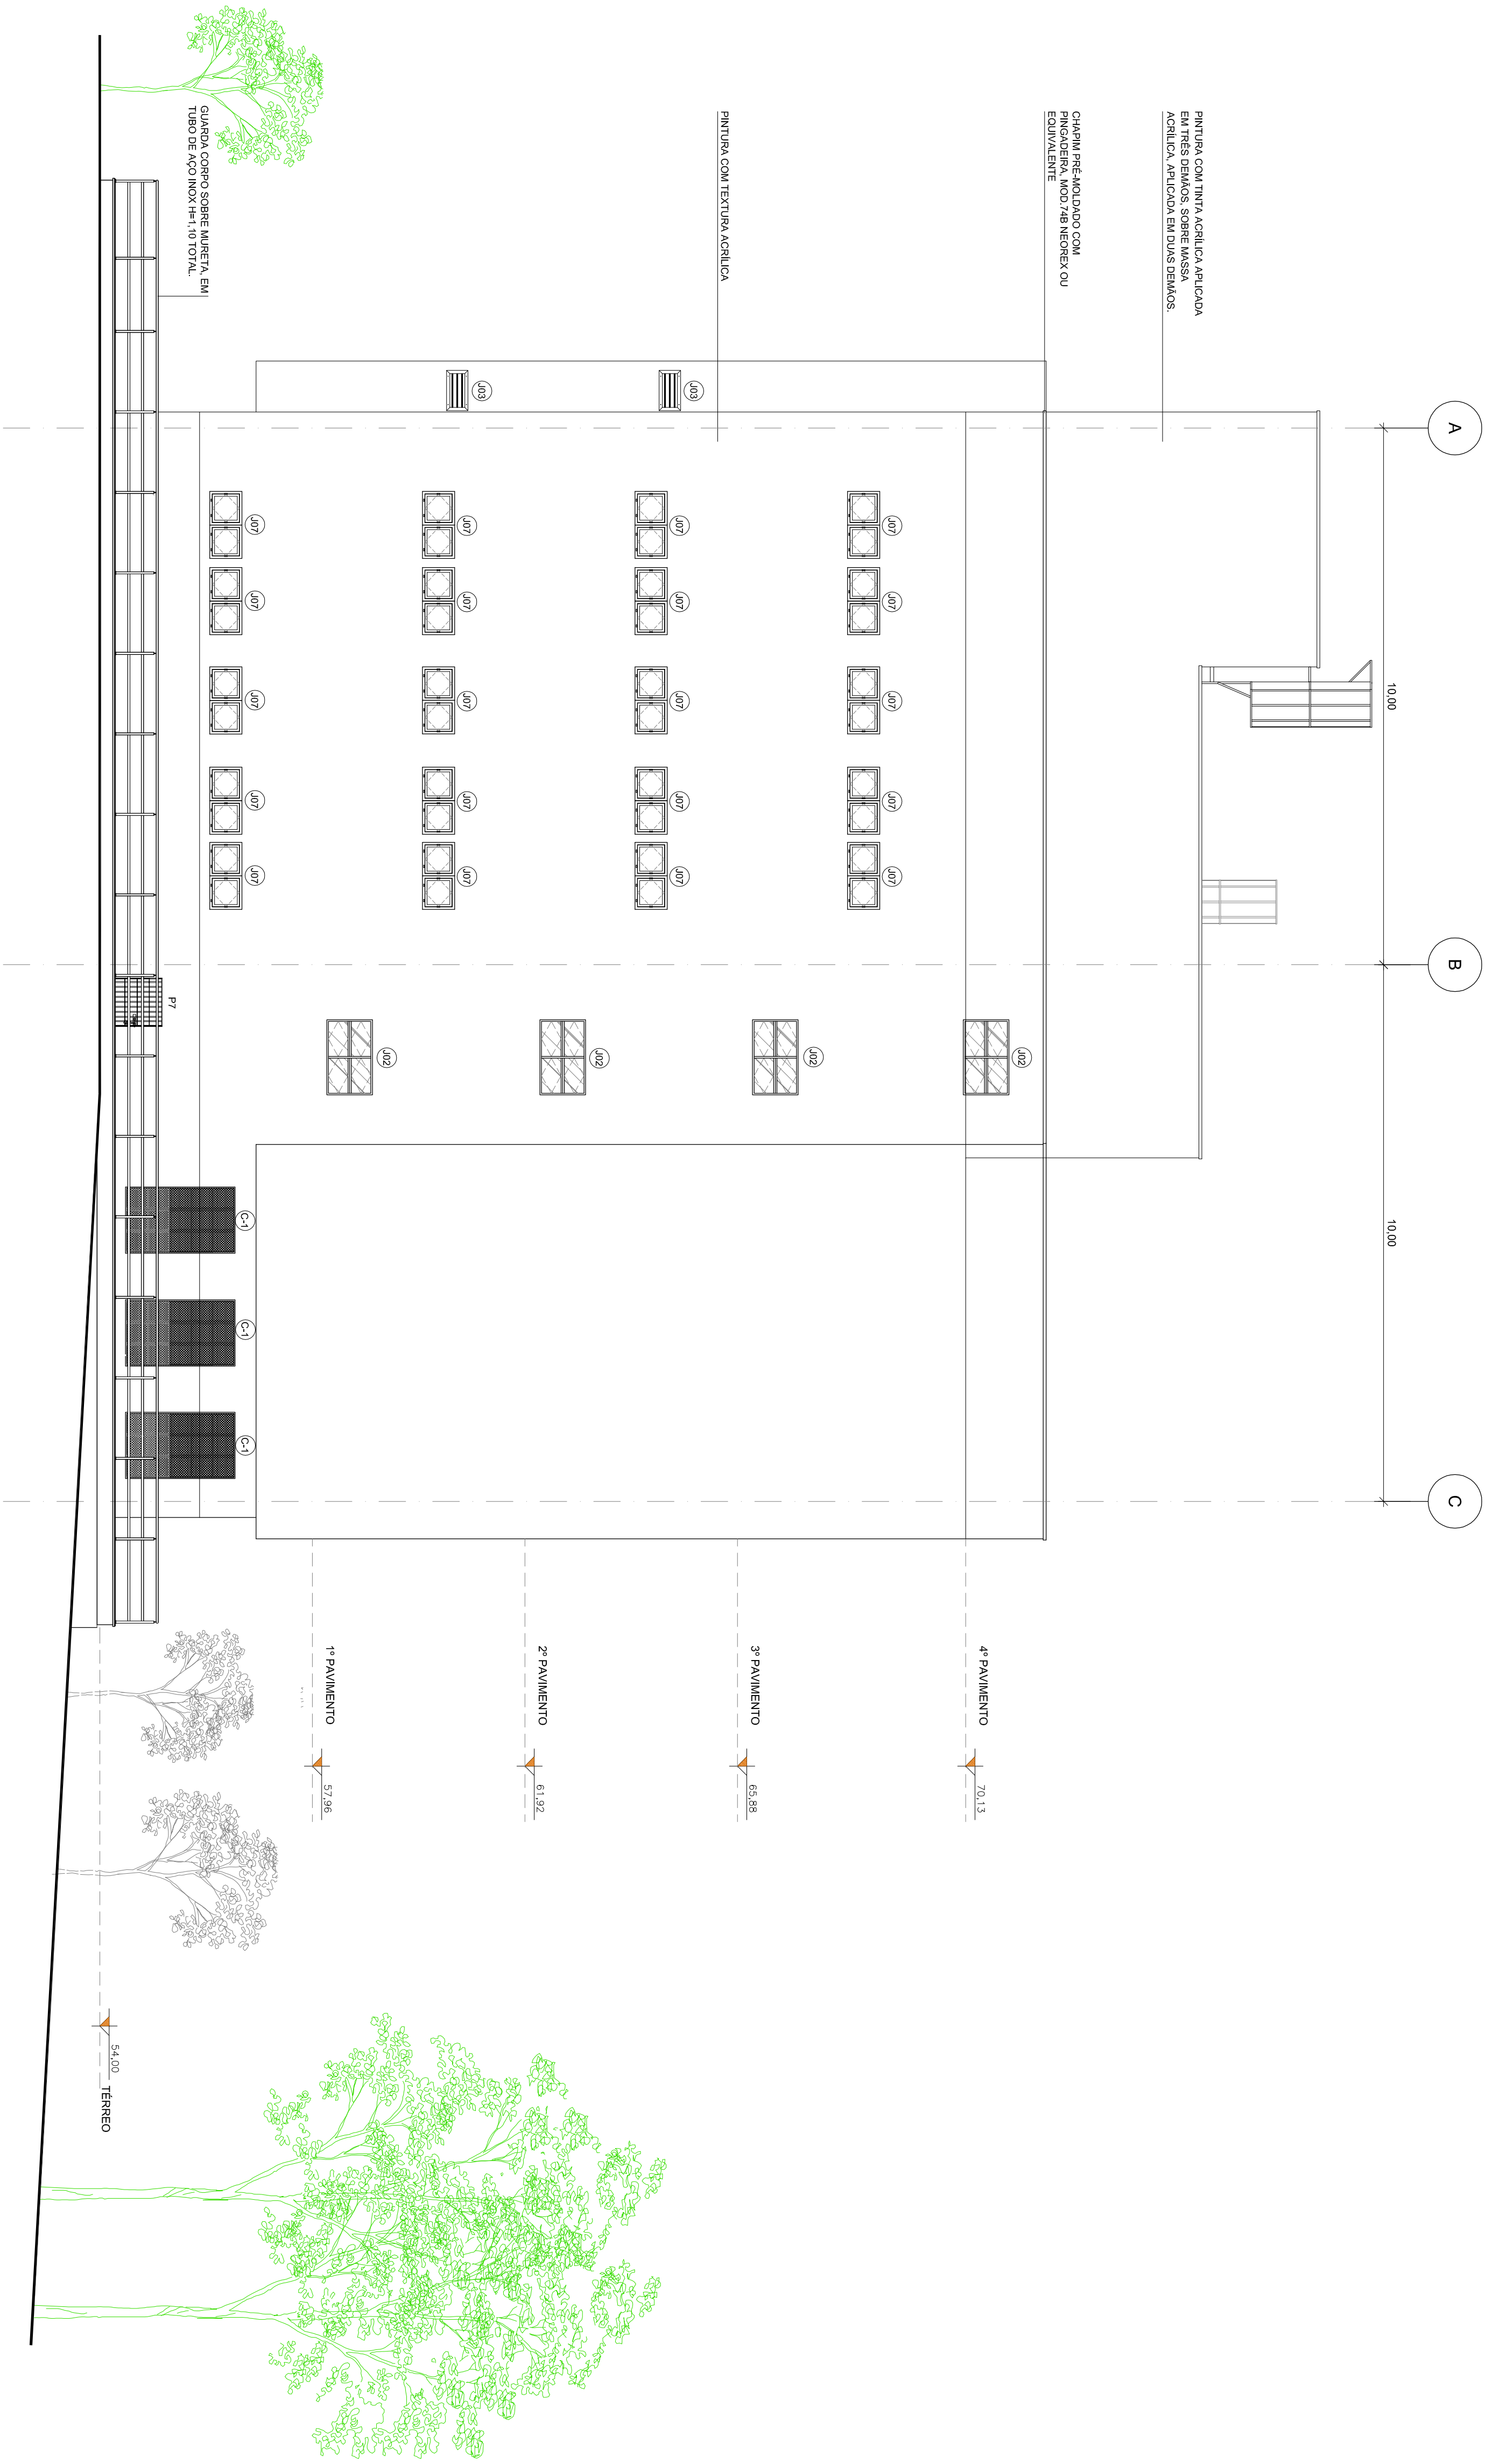 A
B
C
10,00
10,00
PINTURA COM TINTA ACRÍLICA APLICADA
EM TRÊS DEMÃOS, SOBRE MASSA
ACRÍLICA, APLICADA EM DUAS DEMÃOS.
CHAPIM PRÉ-MOLDADO COM
PINGADEIRA, MOD.74B NEOREX OU
EQUIVALENTE
J02
4º PAVIMENTO
70,13
J07
J07
J07
J07
J07
J02
3º PAVIMENTO
65,88
PINTURA COM TEXTURA ACRÍLICA
J03
J07
J07
J07
J07
J07
J02
2º PAVIMENTO
61,92
J03
J07
J07
J07
J07
J07
J02
1º PAVIMENTO
57,96
J07
J07
J07
J07
J07
C-1
C-1
C-1
GUARDA CORPO SOBRE MURETA, EM
TUBO DE AÇO INOX H=1,10 TOTAL.
P7
54,00
TÉRREO